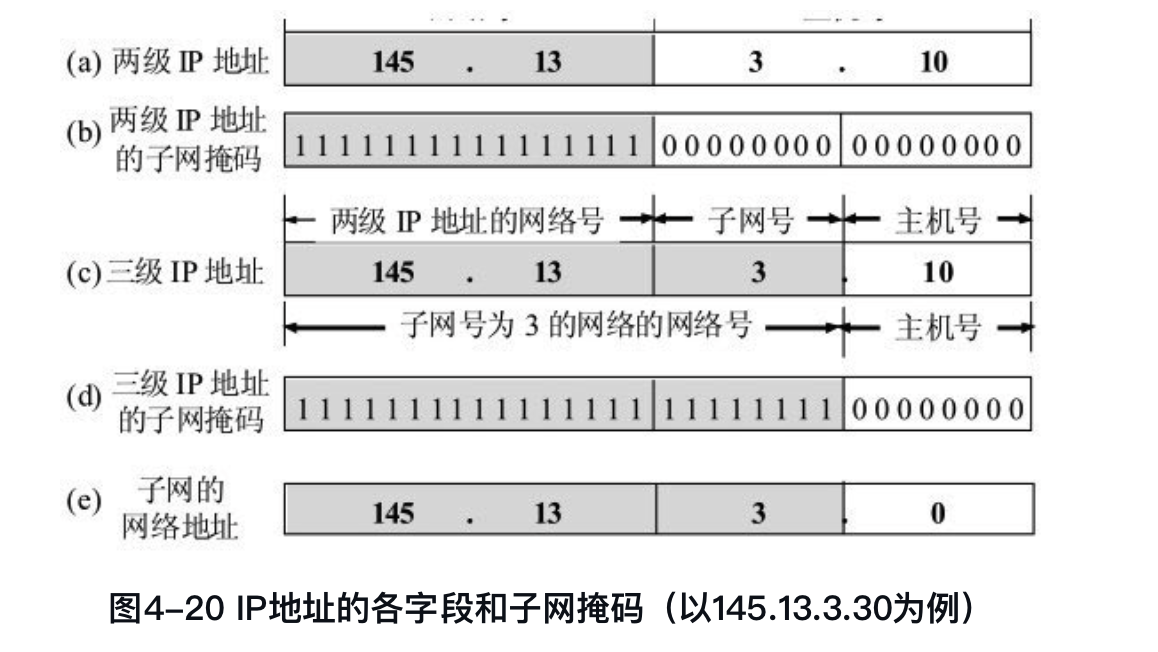 (a) 两级 IP 地址 145 . 13 3 . 10
(b) 两级 IP 地址
的子网掩码 1111111111111111 00000000 00000000
两级 IP 地址的网络号 子网号 主机号
(c) 三级 IP 地址 145 . 13 3 . 10
子网号为 3 的网络的网络号 主机号
(d) 三级 IP 地址
的子网掩码 1111111111111111 11111111 00000000
(e) 子网的
网络地址 145 . 13 3 . 0
图4–20 IP地址的各字段和子网掩码（以145.13.3.30为例）